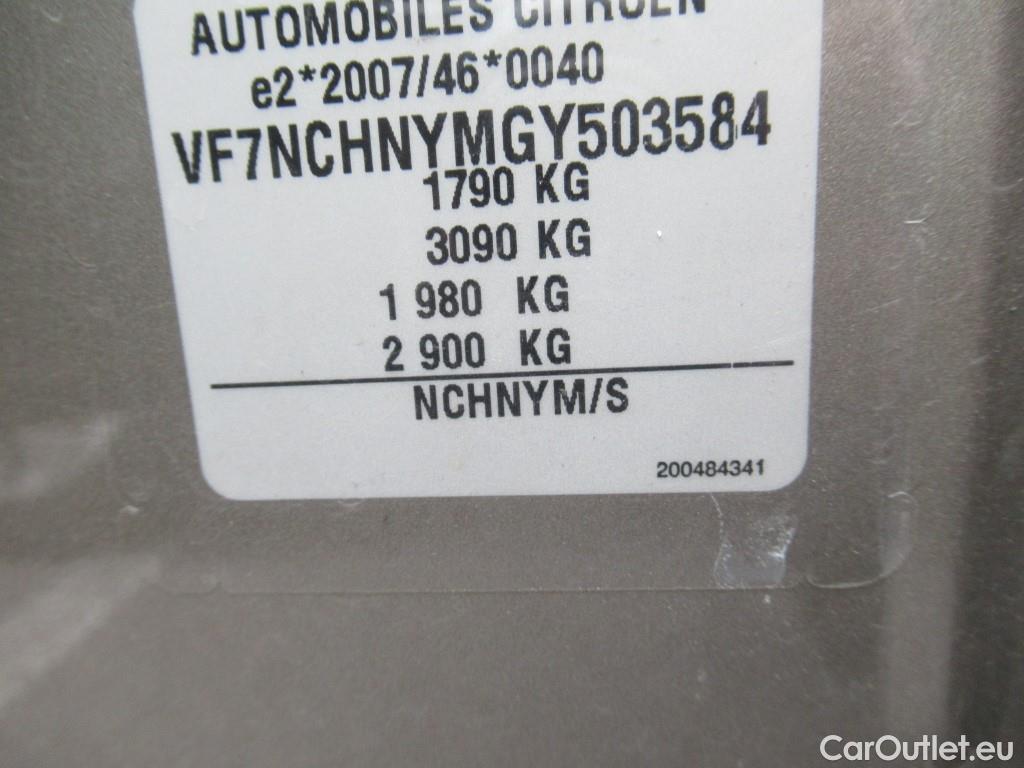 AUTOMOBILES CITROEN
e2*2007/46*0040
VF7NCHNYMGY503584
1790 KG
3090 KG
1 980 KG
2 900 KG
NCHNYM/S
200484341
CarOutlet.eu